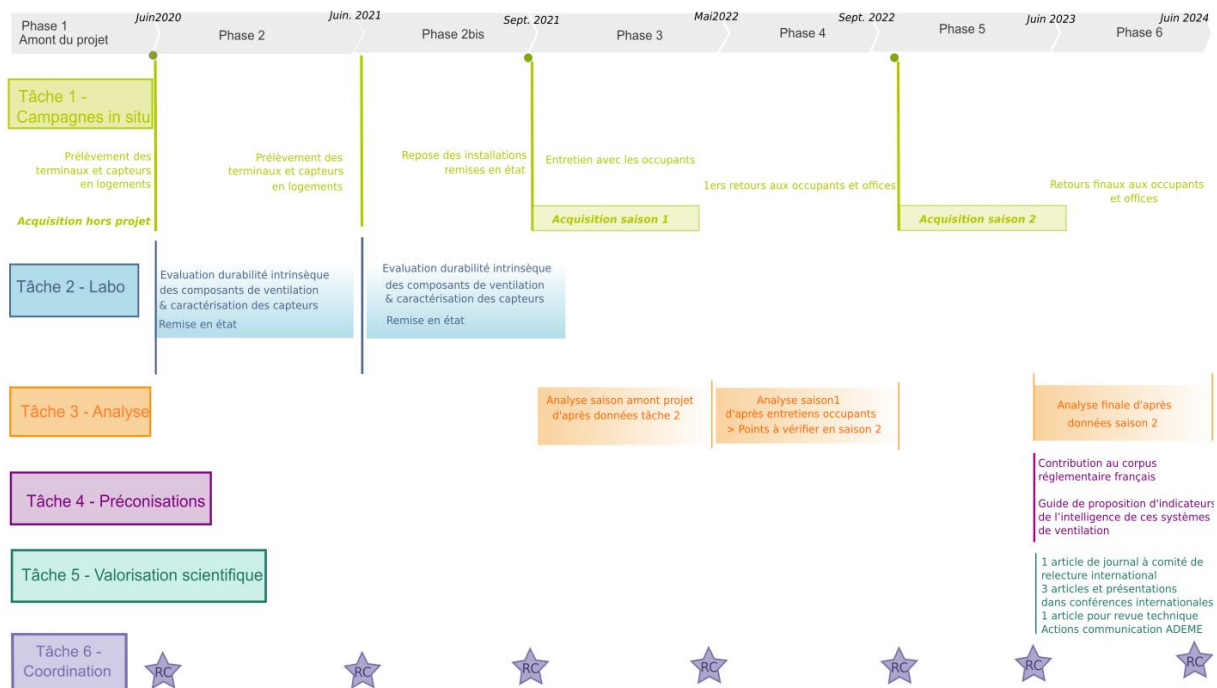 Phase 1
Amont du projet
Juin2020
Phase 2
Juin. 2021
Phase 2bis
Sept. 2021
Phase 3
Mai2022
Phase 4
Sept. 2022
Phase 5
Juin 2023
Phase 6
Juin 2024
Tâche 1 -
Campagnes in situ
Prélèvement des
terminaux et capteurs
en logements
Acquisition hors projet
Prélèvement des
terminaux et capteurs
en logements
Repose des installations
remises en état
Entretien avec les occupants
1ers retours aux occupants et offices
Acquisition saison 1
Acquisition saison 2
Retours finaux aux occupants
et offices
Tâche 2 - Labo
Evaluation durabilité intrinsèque
des composants de ventilation
& caractérisation des capteurs
Remise en état
Evaluation durabilité intrinsèque
des composants de ventilation
& caractérisation des capteurs
Remise en état
Tâche 3 - Analyse
Analyse saison amont projet
d'après données tâche 2
Analyse saison1
d'après entretiens occupants
> Points à vérifier en saison 2
Analyse finale d'après
données saison 2
Tâche 4 - Préconisations
Contribution au corpus
réglementaire français
Guide de proposition d'indicateurs
de l'intelligence de ces systèmes
de ventilation
Tâche 5 - Valorisation scientifique
1 article de journal à comité de
relecture international
3 articles et présentations
dans conférences internationales
1 article pour revue technique
Actions communication ADEME
Tâche 6 -
Coordination
RC
RC
RC
RC
RC
RC
RC